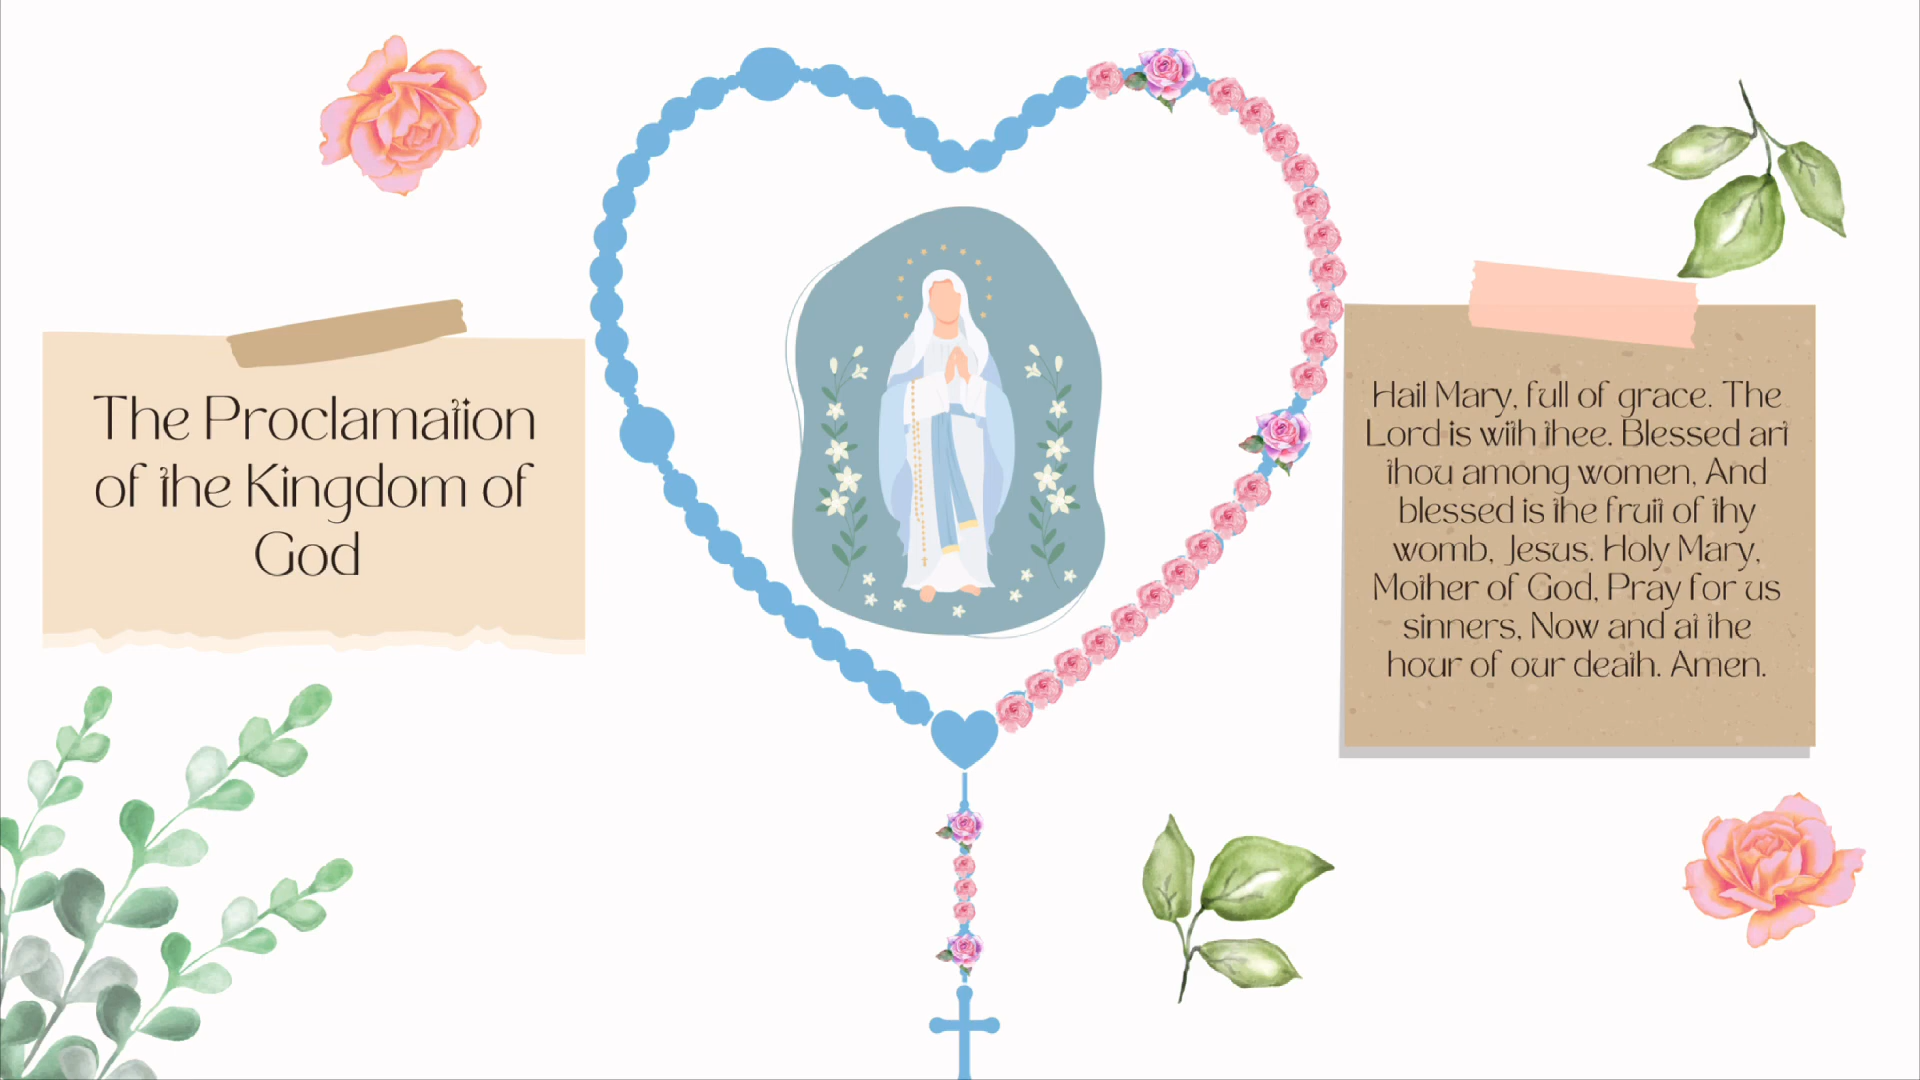 The Proclamation
of the Kingdom of
God
Hail Mary, full of grace. The
Lord is with thee. Blessed art
thou among women, And
blessed is the fruit of thy
womb, Jesus. Holy Mary,
Mother of God, Pray for us
sinners, Now and at the
hour of our death. Amen.